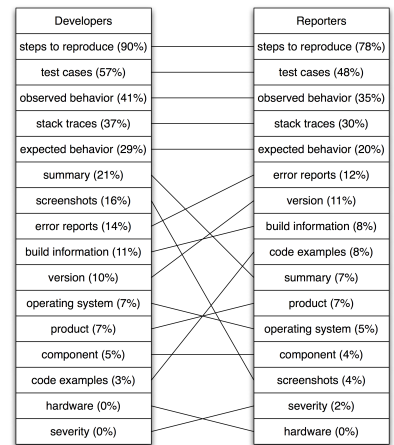 Developers
steps to reproduce (90%)
test cases (57%)
observed behavior (41%)
stack traces (37%)
expected behavior (29%)
summary (21%)
screenshots (16%)
error reports (14%)
build information (11%)
version (10%)
operating system (7%)
product (7%)
component (5%)
code examples (3%)
hardware (0%)
severity (0%)
Reporters
steps to reproduce (78%)
test cases (48%)
observed behavior (35%)
stack traces (30%)
expected behavior (20%)
error reports (12%)
version (11%)
build information (8%)
code examples (8%)
summary (7%)
product (7%)
operating system (5%)
component (4%)
screenshots (4%)
severity (2%)
hardware (0%)